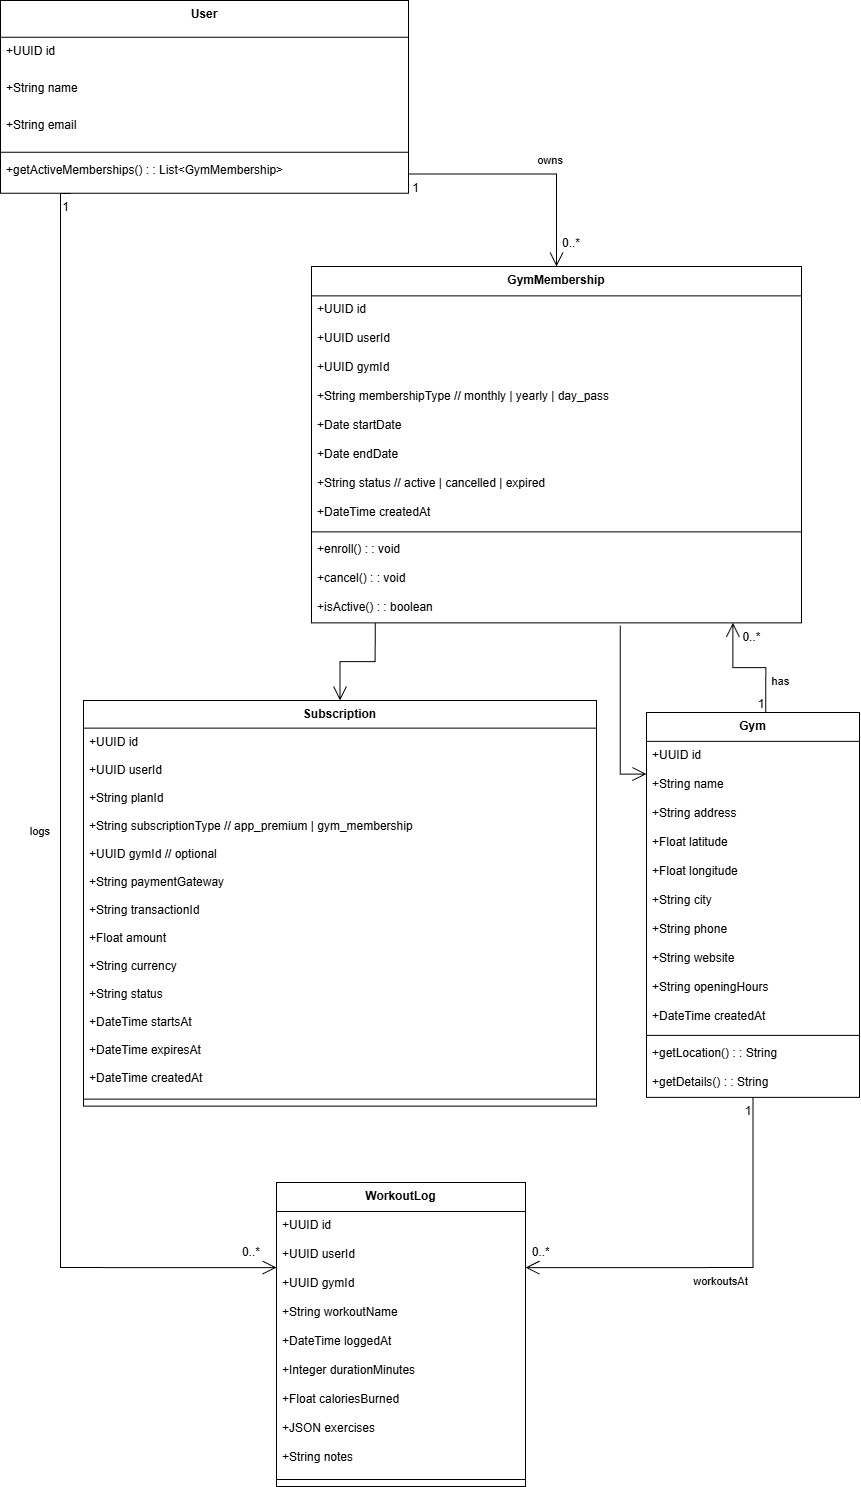 User
+UUID id
+String name
+String email
+getActiveMemberships() : : List<GymMembership>
1
1
owns
0..*
GymMembership
+UUID id
+UUID userId
+UUID gymId
+String membershipType // monthly | yearly | day_pass
+Date startDate
+Date endDate
+String status // active | cancelled | expired
+DateTime createdAt
+enroll() : : void
+cancel() : : void
+isActive() : : boolean
0..*
has
1
Subscription
+UUID id
+UUID userId
+String planId
+String subscriptionType // app_premium | gym_membership
+UUID gymId // optional
+String paymentGateway
+String transactionId
+Float amount
+String currency
+String status
+DateTime startsAt
+DateTime expiresAt
+DateTime createdAt
Gym
+UUID id
+String name
+String address
+Float latitude
+Float longitude
+String city
+String phone
+String website
+String openingHours
+DateTime createdAt
+getLocation() : : String
+getDetails() : : String
1
logs
0..*
0..*
workoutsAt
WorkoutLog
+UUID id
+UUID userId
+UUID gymId
+String workoutName
+DateTime loggedAt
+Integer durationMinutes
+Float caloriesBurned
+JSON exercises
+String notes